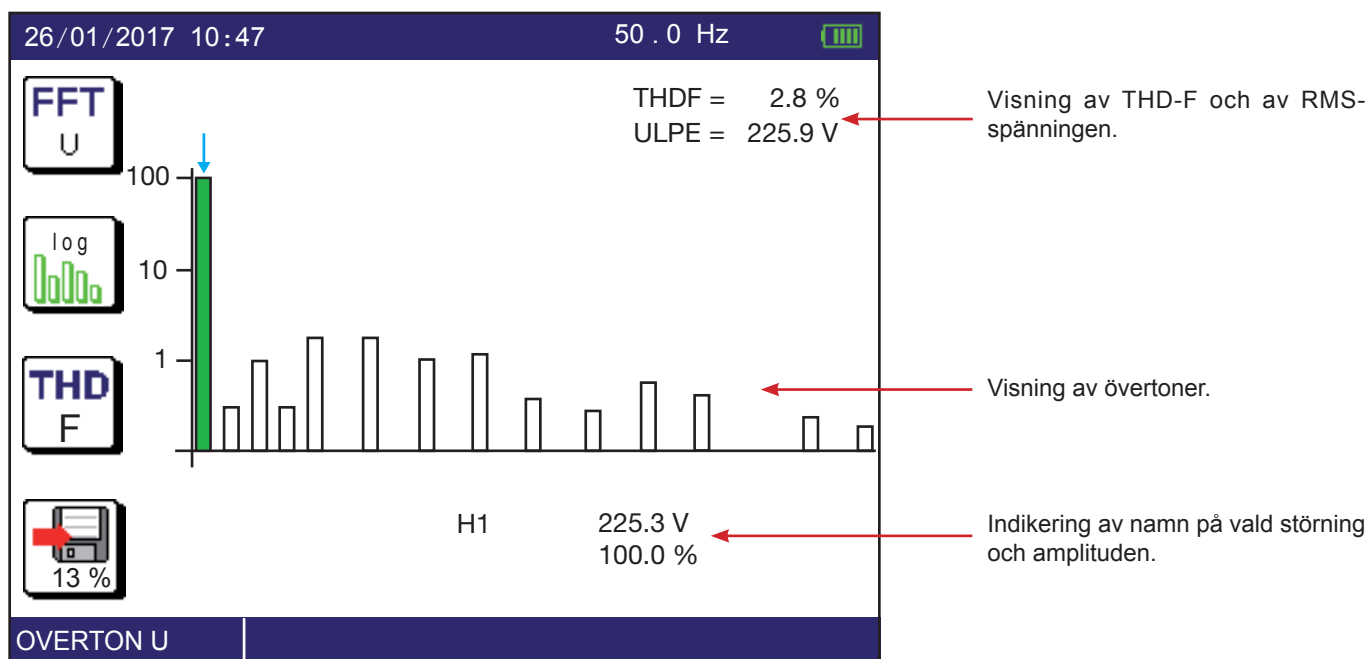 26/01/2017 10:47 50 . 0 Hz
FFT
U
THDF = 2.8 %
ULPE = 225.9 V
Visning av THD-F och av RMS-
spänningen.
100
log
10
1
THD
F
Visning av övertoner.
H1 225.3 V
100.0 %
Indikering av namn på vald störning
och amplituden.
13 %
OVERTON U